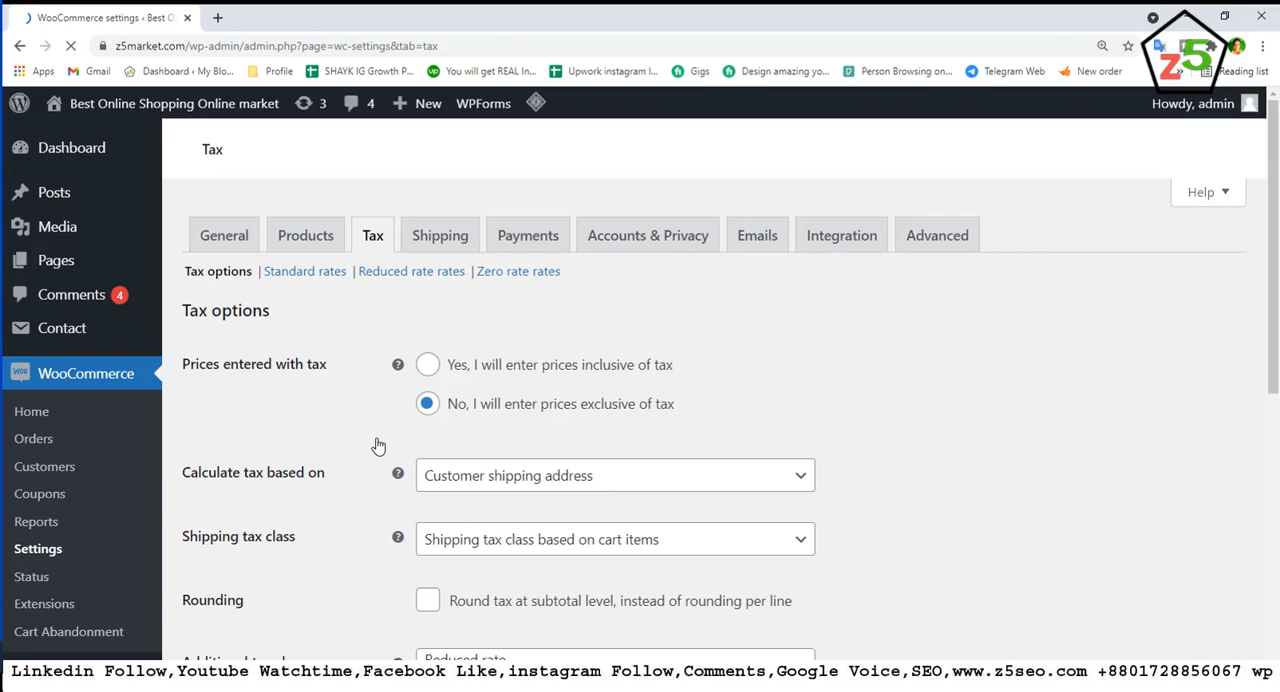 WooCommerce settings ‹ Best O
z5market.com/wp-admin/admin.php?page=wc-settings&tab=tax
Apps Gmail Dashboard ‹ My Blo... Profile SHAYK IG Growth P... You will get REAL In... Upwork instagram l... Gigs Design amazing yo... Person Browsing on... Telegram Web New order Reading list
z5
Best Online Shopping Online market 3 4 New WPForms Howdy, admin
Dashboard
Posts
Media
Pages
Comments 4
Contact
WooCommerce
Home
Orders
Customers
Coupons
Reports
Settings
Status
Extensions
Cart Abandonment
Tax
Help
General Products Tax Shipping Payments Accounts & Privacy Emails Integration Advanced
Tax options | Standard rates | Reduced rate rates | Zero rate rates
Tax options
Prices entered with tax Yes, I will enter prices inclusive of tax
No, I will enter prices exclusive of tax
Calculate tax based on Customer shipping address
Shipping tax class Shipping tax class based on cart items
Rounding Round tax at subtotal level, instead of rounding per line
Reduced rate
Linkedin Follow,Youtube Watchtime,Facebook Like,instagram Follow,Comments,Google Voice,SEO,www.z5seo.com +8801728856067 wp